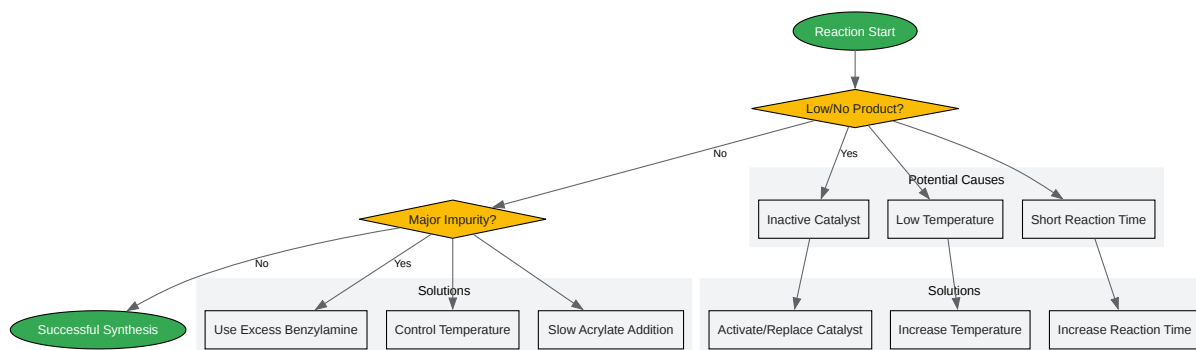 Reaction Start
Low/No Product?
No
Yes
Potential Causes
Inactive Catalyst
Low Temperature
Short Reaction Time
Major Impurity?
No
Yes
Solutions
Solutions
Successful Synthesis
Use Excess Benzylamine
Control Temperature
Slow Acrylate Addition
Activate/Replace Catalyst
Increase Temperature
Increase Reaction Time